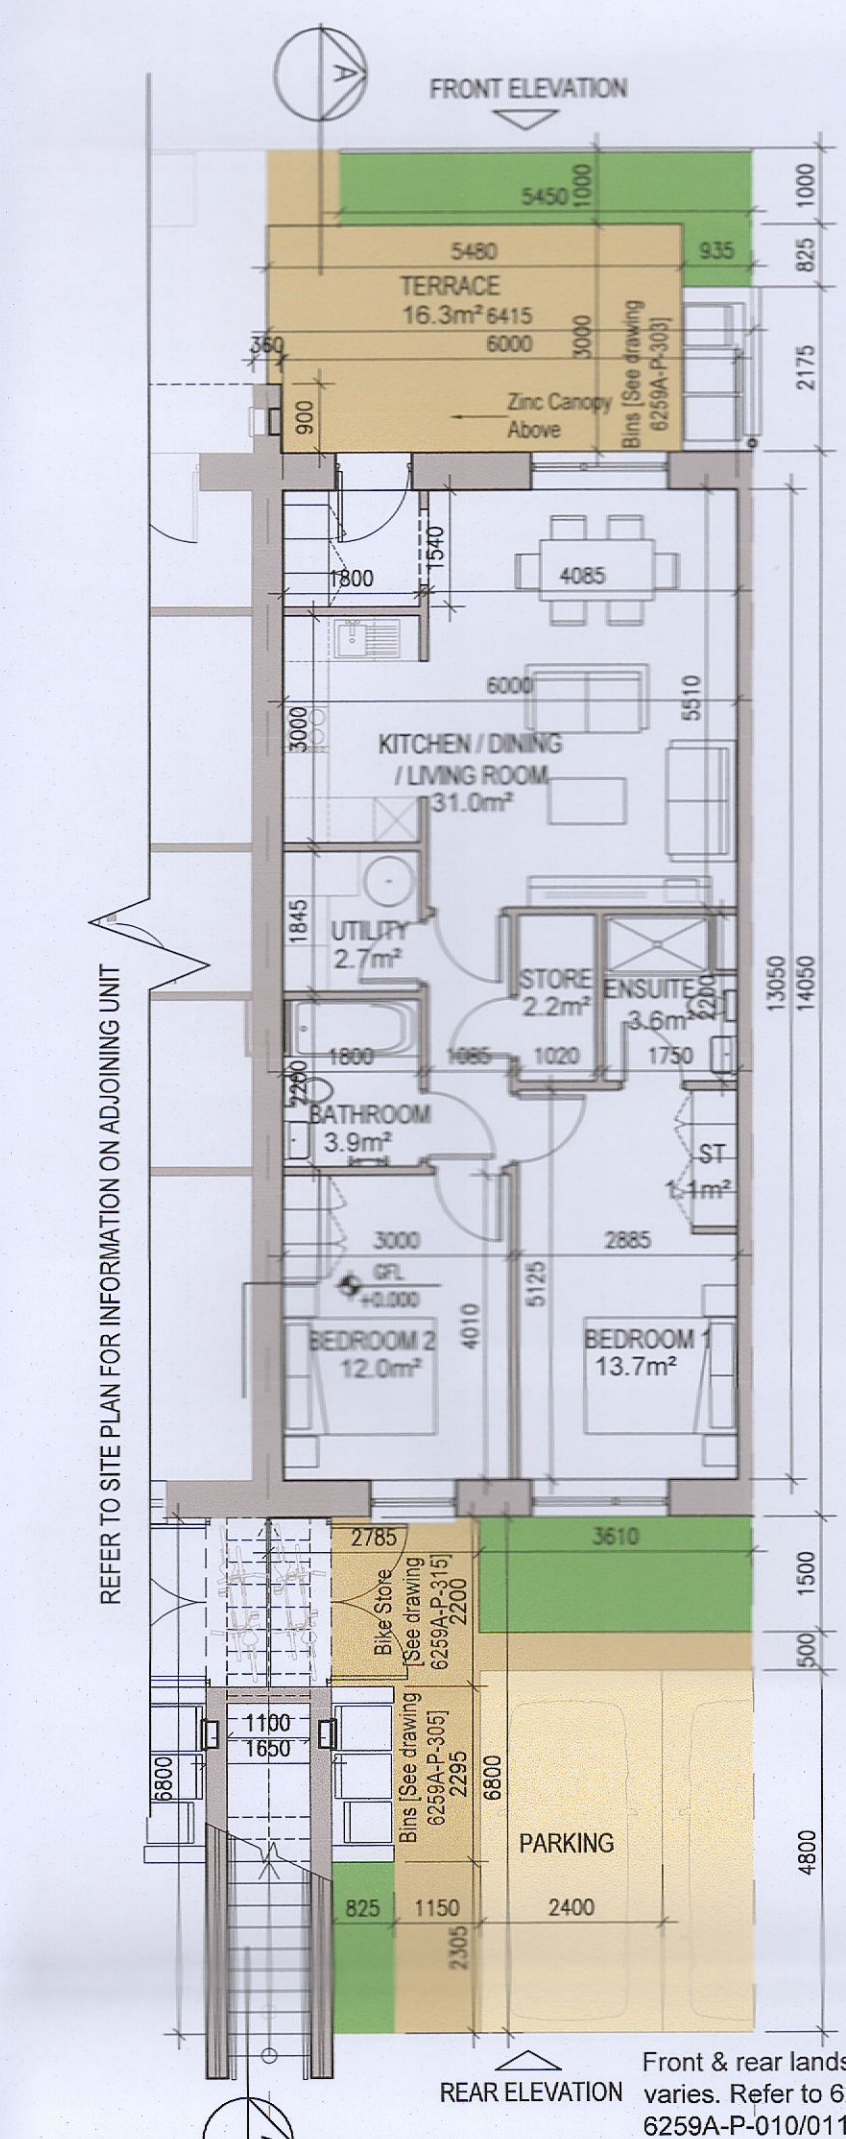 A
FRONT ELEVATION
1000
1000
5450
5480
935
825
TERRACE
16.3m²
6415
3000
360
6000
2175
Bins [See drawing
6259A-P-303]
900
Zinc Canopy
Above
1540
1800
4085
6000
5510
3000
KITCHEN / DINING
/ LIVING ROOM
31.0m²
1845
UTILITY
2.7m²
STORE
2.2m²
ENSUITE
3.6m²
2200
13050
14050
1800
1085
1020
1750
2200
BATHROOM
3.9m²
ST
1.1m²
3000
2885
GFL
+0.000
5125
4010
BEDROOM 2
12.0m²
BEDROOM 1
13.7m²
REFER TO SITE PLAN FOR INFORMATION ON ADJOINING UNIT
2785
3610
1500
Bike Store
[See drawing
6259A-P-315]
2200
500
1100
1650
Bins [See drawing
6259A-P-305]
2295
6800
6800
PARKING
4800
825
1150
2400
2305
REAR ELEVATION
Front & rear lands
varies. Refer to 62
6259A-P-010/011
A